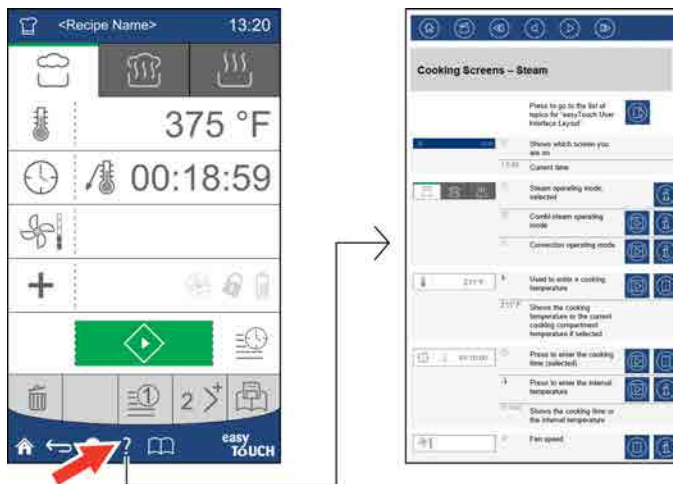 <Recipe Name>
13:20
375 °F
00:18:59
1
2
+
?
easy
TOUCH
Cooking Screens – Steam
Press to go to the list of
topics for "easyTouch User
Interface Layout"
Shows which screen you
are on
Current time
Steam operating mode,
selected
Combi-steam operating
mode
Convection operating mode
211°F
Used to enter a cooking
temperature
211°F
Shows the cooking
temperature or the current
cooking compartment
temperature if selected
Press to enter the cooking
time (selected)
Press to enter the internal
temperature
Shows the cooking time or
the internal temperature
Fan speed